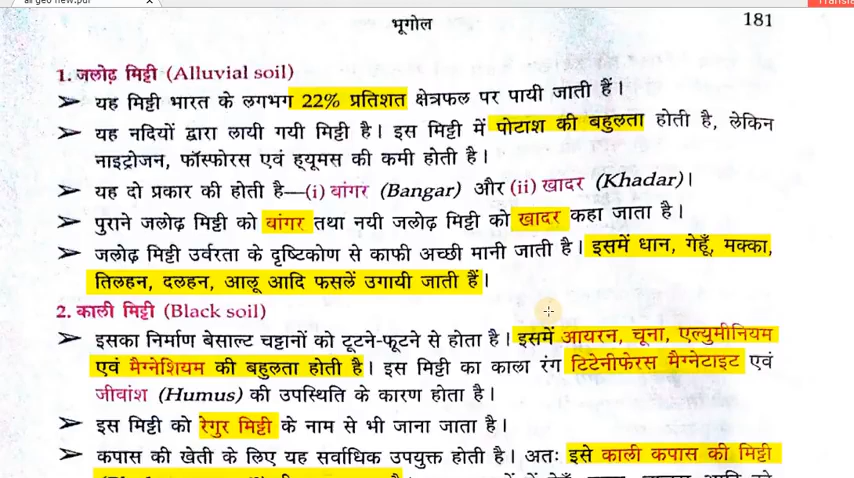 भूगोल
181
1. जलोढ़ मिट्टी (Alluvial soil)
➤ यह मिट्टी भारत के लगभग 22% प्रतिशत क्षेत्रफल पर पायी जाती हैं।
➤ यह नदियों द्वारा लायी गयी मिट्टी है। इस मिट्टी में पोटाश की बहुलता होती है, लेकिन
नाइट्रोजन, फॉस्फोरस एवं ह्यूमस की कमी होती है।
➤ यह दो प्रकार की होती है—(i) बांगर (Bangar) और (ii) खादर (Khadar)।
➤ पुराने जलोढ़ मिट्टी को बांगर तथा नयी जलोढ़ मिट्टी को खादर कहा जाता है।
➤ जलोढ़ मिट्टी उर्वरता के दृष्टिकोण से काफी अच्छी मानी जाती है। इसमें धान, गेहूँ, मक्का,
तिलहन, दलहन, आलू आदि फसलें उगायी जाती हैं।
2. काली मिट्टी (Black soil)
➤ इसका निर्माण बेसाल्ट चट्टानों को टूटने-फूटने से होता है। इसमें आयरन, चूना, एल्युमीनियम
एवं मैग्नेशियम की बहुलता होती है। इस मिट्टी का काला रंग टिटेनीफेरस मैग्नेटाइट एवं
जीवांश (Humus) की उपस्थिति के कारण होता है।
➤ इस मिट्टी को रेगुर मिट्टी के नाम से भी जाना जाता है।
➤ कपास की खेती के लिए यह सर्वाधिक उपयुक्त होती है। अतः इसे काली कपास की मिट्टी